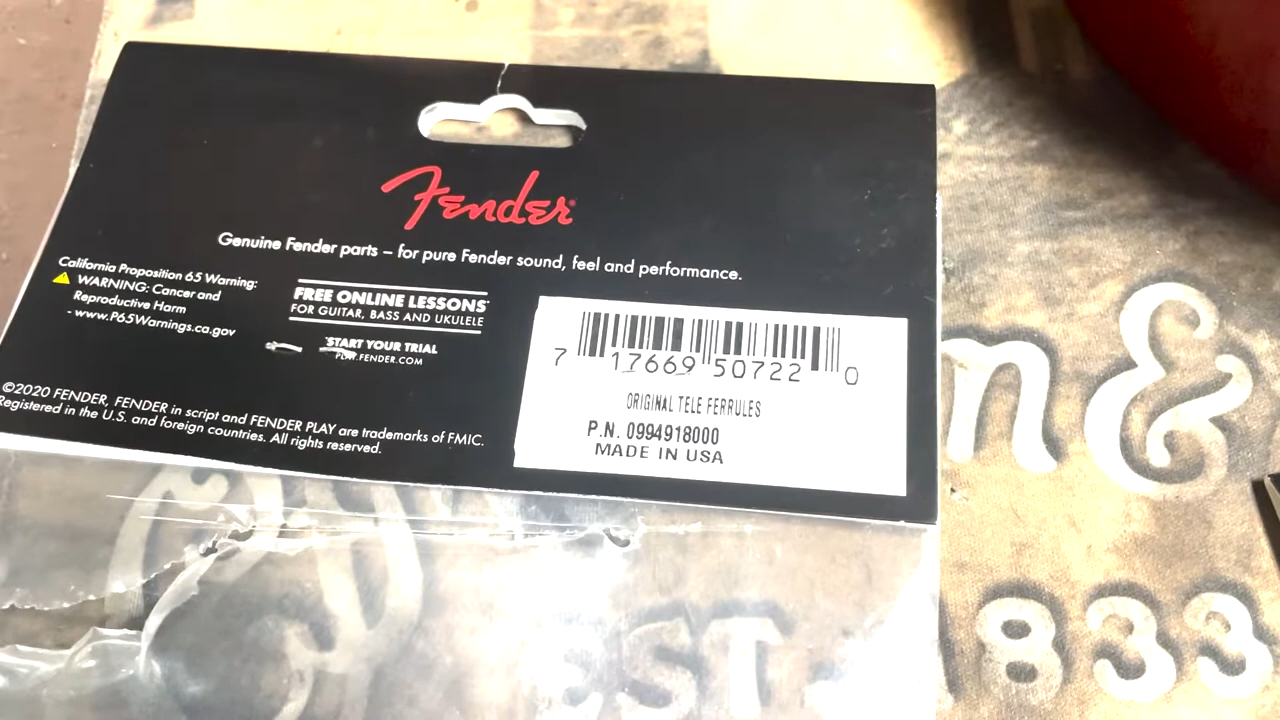 Fender®
Genuine Fender parts – for pure Fender sound, feel and performance.
California Proposition 65 Warning:
WARNING: Cancer and
Reproductive Harm
- www.P65Warnings.ca.gov
FREE ONLINE LESSONS
FOR GUITAR, BASS AND UKULELE
START YOUR TRIAL
PLAY.FENDER.COM
©2020 FENDER, FENDER in script and FENDER PLAY are trademarks of FMIC.
Registered in the U.S. and foreign countries. All rights reserved.
7 17669 50722 0
ORIGINAL TELE FERRULES
P.N. 0994918000
MADE IN USA
n &
EST. 1833